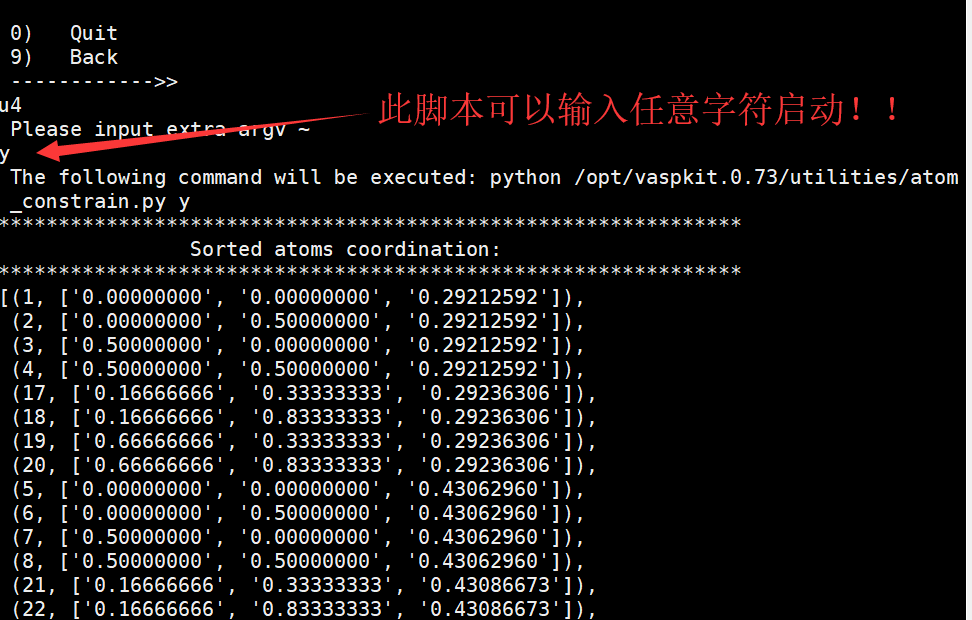 0)   Quit
9)   Back
------------>>
u4
Please input extra argv ~
此脚本可以输入任意字符启动！！
y
The following command will be executed: python /opt/vaspkit.0.73/utilities/atom
_constrain.py y
**************************************************************
Sorted atoms coordination:
**************************************************************
[(1, ['0.00000000', '0.00000000', '0.29212592']),
(2, ['0.00000000', '0.50000000', '0.29212592']),
(3, ['0.50000000', '0.00000000', '0.29212592']),
(4, ['0.50000000', '0.50000000', '0.29212592']),
(17, ['0.16666666', '0.33333333', '0.29236306']),
(18, ['0.16666666', '0.83333333', '0.29236306']),
(19, ['0.66666666', '0.33333333', '0.29236306']),
(20, ['0.66666666', '0.83333333', '0.29236306']),
(5, ['0.00000000', '0.00000000', '0.43062960']),
(6, ['0.00000000', '0.50000000', '0.43062960']),
(7, ['0.50000000', '0.00000000', '0.43062960']),
(8, ['0.50000000', '0.50000000', '0.43062960']),
(21, ['0.16666666', '0.33333333', '0.43086673']),
(22, ['0.16666666', '0.83333333', '0.43086673']),